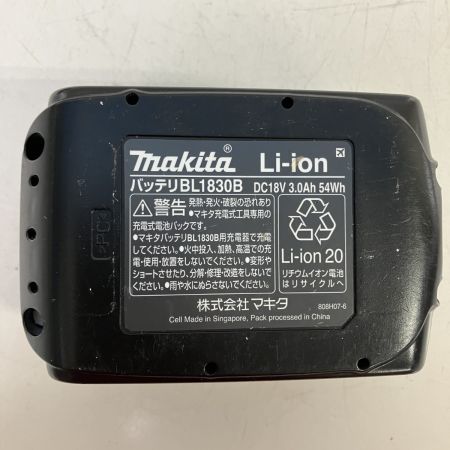 makita® Li-ion
バッテリBL1830B DC18V 3.0Ah 54Wh
警告 発熱・発火・破裂の恐れあり
•マキタ充電式工具専用の
充電式電池パックです。
•マキタバッテリBL1830B用充電器で充電
してください。•火中投入、加熱、高温での充
電・使用・放置をしないでください。•変形や
ショートさせたり、分解・修理・改造をしないで
ください。•雨や水にぬらさないでください。
Li-ion 20
リチウムイオン電池
はリサイクルへ
株式会社マキタ
808H07-6
Cell Made in Singapore, Pack processed in China
>PC<